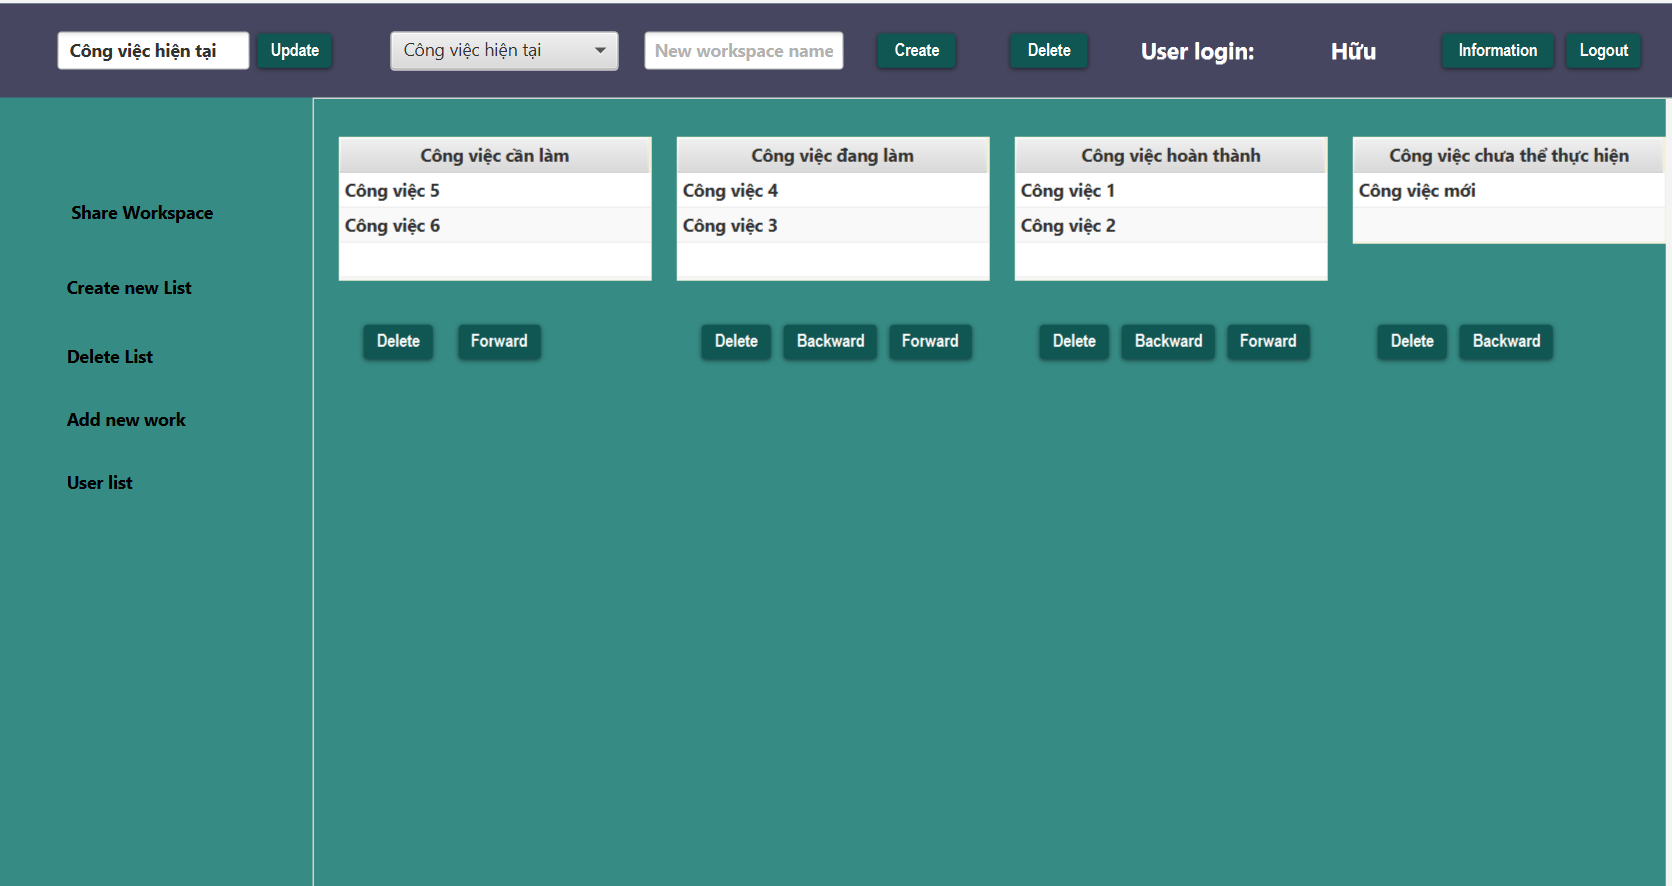 Công việc hiện tại Update Công việc hiện tại New workspace name Create Delete User login: Hữu Information Logout
Share Workspace
Create new List
Delete List
Add new work
User list
Công việc cần làm
Công việc 5
Công việc 6
Delete Forward
Công việc đang làm
Công việc 4
Công việc 3
Delete Backward Forward
Công việc hoàn thành
Công việc 1
Công việc 2
Delete Backward Forward
Công việc chưa thể thực hiện
Công việc mới
Delete Backward